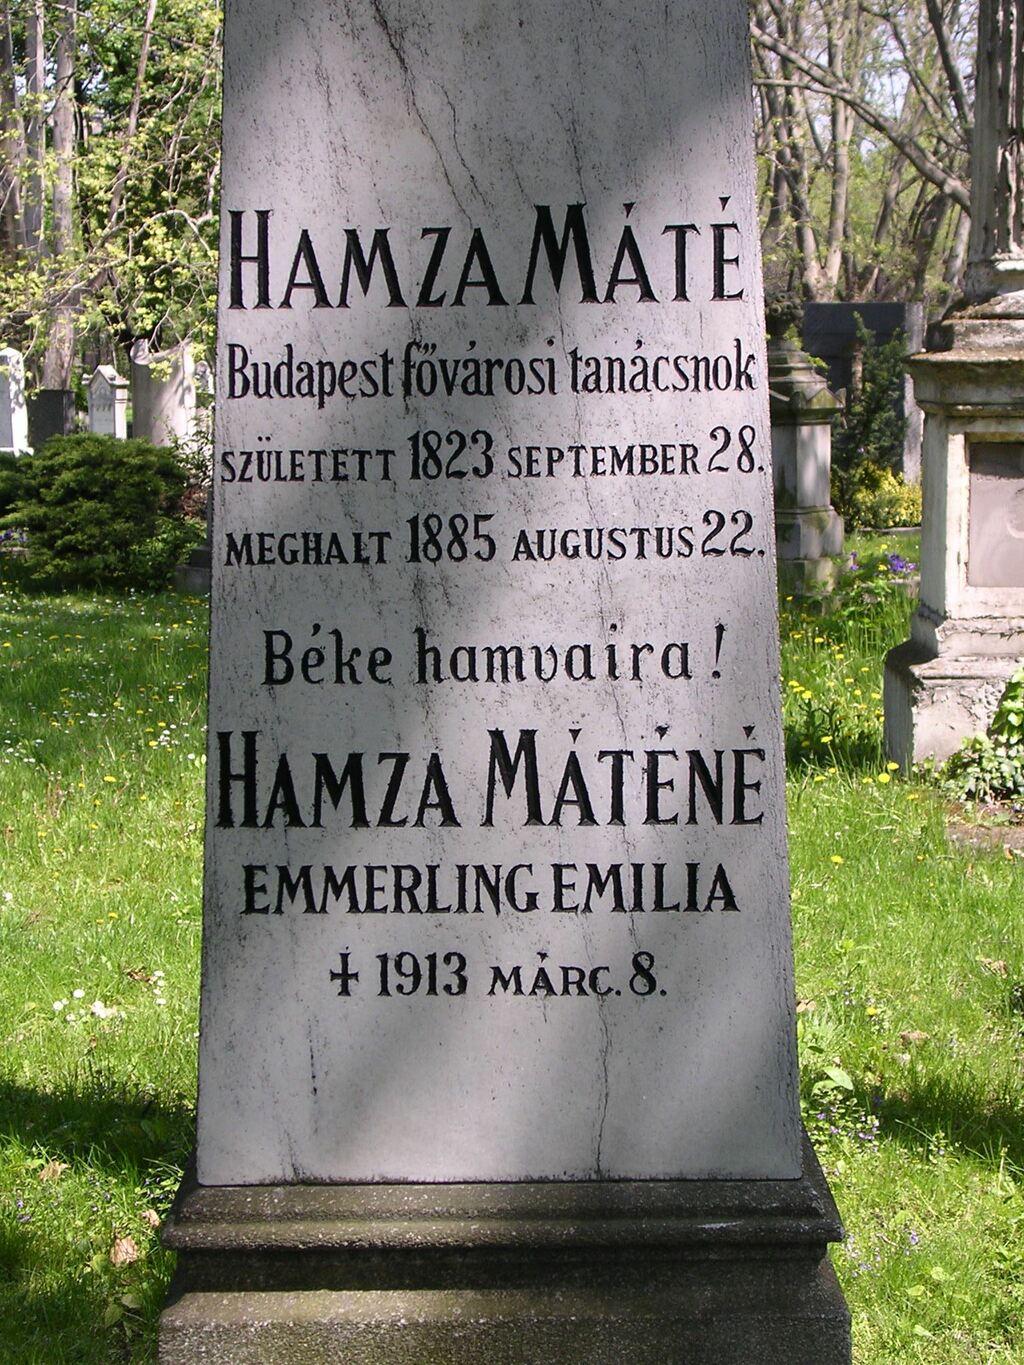 HAMZA MÁTÉ
Budapest fővárosi tanácsnok
SZÜLETETT 1823 SEPTEMBER 28.
MEGHALT 1885 AUGUSTUS 22.
Béke hamvaira!
HAMZA MÁTÉNÉ
EMMERLING EMILIA
✝ 1913 MÁRC. 8.